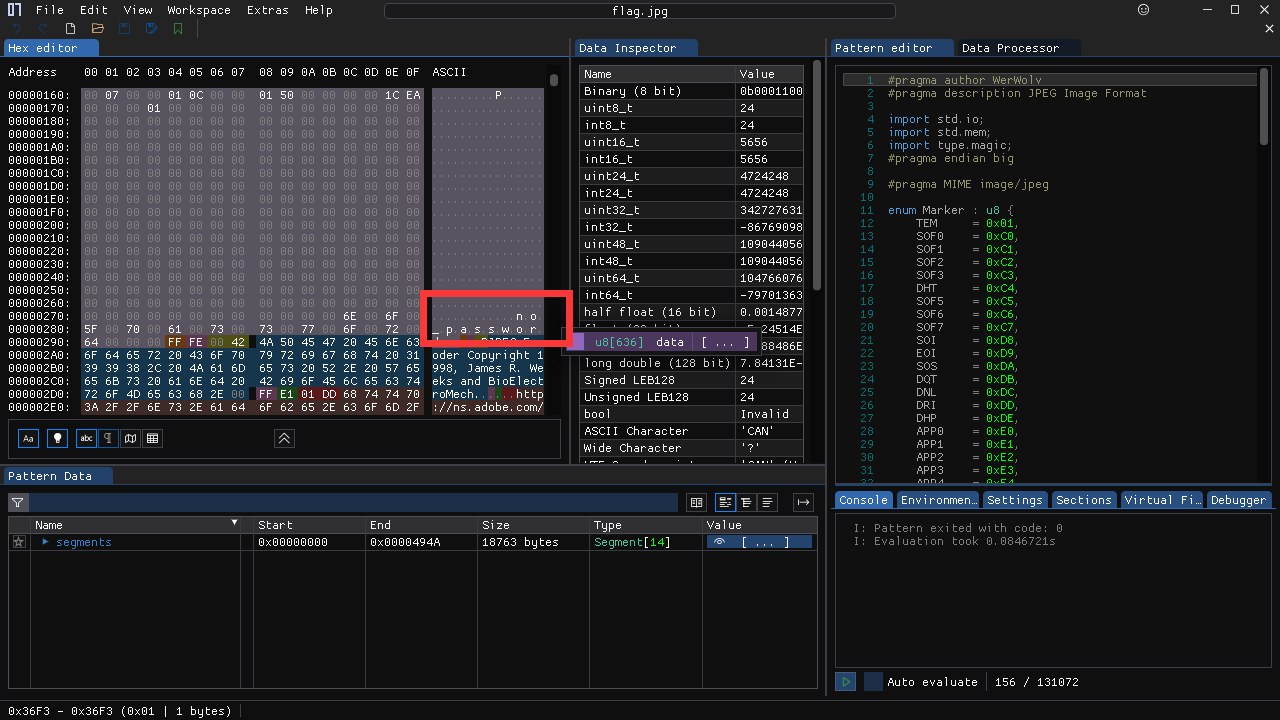 File Edit View Workspace Extras Help
flag.jpg
Hex editor
Address 00 01 02 03 04 05 06 07 08 09 0A 0B 0C 0D 0E 0F ASCII
00000160: 00 07 00 00 01 0C 00 00 01 50 00 00 00 00 1C EA .........P......
00000170: 00 00 00 01 00 00 00 00 00 00 00 00 00 00 00 00 ................
00000180: 00 00 00 00 00 00 00 00 00 00 00 00 00 00 00 00 ................
00000190: 00 00 00 00 00 00 00 00 00 00 00 00 00 00 00 00 ................
000001A0: 00 00 00 00 00 00 00 00 00 00 00 00 00 00 00 00 ................
000001B0: 00 00 00 00 00 00 00 00 00 00 00 00 00 00 00 00 ................
000001C0: 00 00 00 00 00 00 00 00 00 00 00 00 00 00 00 00 ................
000001D0: 00 00 00 00 00 00 00 00 00 00 00 00 00 00 00 00 ................
000001E0: 00 00 00 00 00 00 00 00 00 00 00 00 00 00 00 00 ................
000001F0: 00 00 00 00 00 00 00 00 00 00 00 00 00 00 00 00 ................
00000200: 00 00 00 00 00 00 00 00 00 00 00 00 00 00 00 00 ................
00000210: 00 00 00 00 00 00 00 00 00 00 00 00 00 00 00 00 ................
00000220: 00 00 00 00 00 00 00 00 00 00 00 00 00 00 00 00 ................
00000230: 00 00 00 00 00 00 00 00 00 00 00 00 00 00 00 00 ................
00000240: 00 00 00 00 00 00 00 00 00 00 00 00 00 00 00 00 ................
00000250: 00 00 00 00 00 00 00 00 00 00 00 00 00 00 00 00 ................
00000260: 00 00 00 00 00 00 00 00 00 00 00 00 00 00 00 00 ................
00000270: 00 00 00 00 00 00 00 00 00 00 00 00 6E 00 6F 00 ............n.o.
00000280: 5F 00 70 00 61 00 73 00 73 00 77 00 6F 00 72 00 _.p.a.s.s.w.o.r.
00000290: 64 00 00 00 FF FE 00 42 0A 4A 50 45 47 20 45 6E 63
000002A0: 6F 64 65 72 20 43 6F 70 79 72 69 67 68 74 20 31 oder Copyright 1
000002B0: 39 39 38 2C 20 4A 61 6D 65 73 20 52 2E 20 57 65 998, James R. We
000002C0: 65 6B 73 20 61 6E 64 20 42 69 6F 45 6C 65 63 74 eks and BioElect
000002D0: 72 6F 4D 65 63 68 2E 00 FF E1 01 DD 68 74 74 70 roMech......http
000002E0: 3A 2F 2F 6E 73 2E 61 64 6F 62 65 2E 63 6F 6D 2F ://ns.adobe.com/
Aa abc
Data Inspector
Name Value
Binary (8 bit) 0b0001100
uint8_t 24
int8_t 24
uint16_t 5656
int16_t 5656
uint24_t 4724248
int24_t 4724248
uint32_t 342727631
int32_t -86769098
uint48_t 109044056
int48_t 109044056
uint64_t 104766076
int64_t -79701363
half float (16 bit) 0.0014877
u8[636] data [ ... ]
long double (128 bit) 7.84131E-
Signed LEB128 24
Unsigned LEB128 24
bool Invalid
ASCII Character 'CAN'
Wide Character '?'
Pattern editor Data Processor
1 #pragma author WerWolv
2 #pragma description JPEG Image Format
3
4 import std.io;
5 import std.mem;
6 import type.magic;
7 #pragma endian big
8
9 #pragma MIME image/jpeg
10
11 enum Marker : u8 {
12 TEM = 0x01,
13 SOF0 = 0xC0,
14 SOF1 = 0xC1,
15 SOF2 = 0xC2,
16 SOF3 = 0xC3,
17 DHT = 0xC4,
18 SOF5 = 0xC5,
19 SOF6 = 0xC6,
20 SOF7 = 0xC7,
21 SOI = 0xD8,
22 EOI = 0xD9,
23 SOS = 0xDA,
24 DQT = 0xDB,
25 DNL = 0xDC,
26 DRI = 0xDD,
27 DHP = 0xDE,
28 APP0 = 0xE0,
29 APP1 = 0xE1,
30 APP2 = 0xE2,
31 APP3 = 0xE3,
32 APP4 = 0xE4,
Pattern Data
Name Start End Size Type Value
segments 0x00000000 0x0000494A 18763 bytes Segment[14] [ ... ]
Console Environmen... Settings Sections Virtual Fi... Debugger
I: Pattern exited with code: 0
I: Evaluation took 0.0846721s
Auto evaluate 156 / 131072
0x36F3 - 0x36F3 (0x01 | 1 bytes)